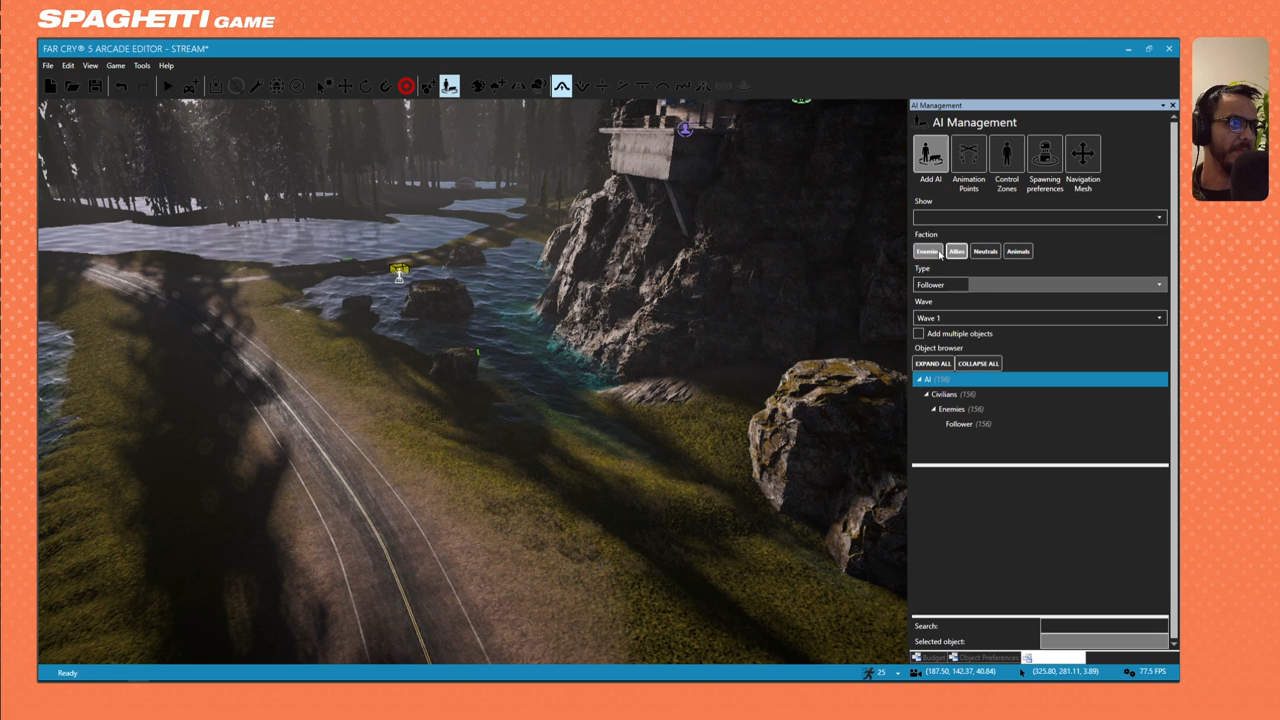 SPAGHETTI GAME
FAR CRY® 5 ARCADE EDITOR - STREAM*
File Edit View Game Tools Help
AI Management
AI Management
Add AI
Animation Points
Control Zones
Spawning preferences
Navigation Mesh
Show
Faction
Enemies Allies Neutrals Animals
Type
Follower
Wave
Wave 1
Add multiple objects
Object browser
EXPAND ALL COLLAPSE ALL
AI (156)
Civilians (156)
Enemies (156)
Follower (156)
Search:
Selected object:
Budget Object Preferences
Ready
25 (187.50, 142.37, 40.84) (325.80, 281.11, 3.89) 77.5 FPS